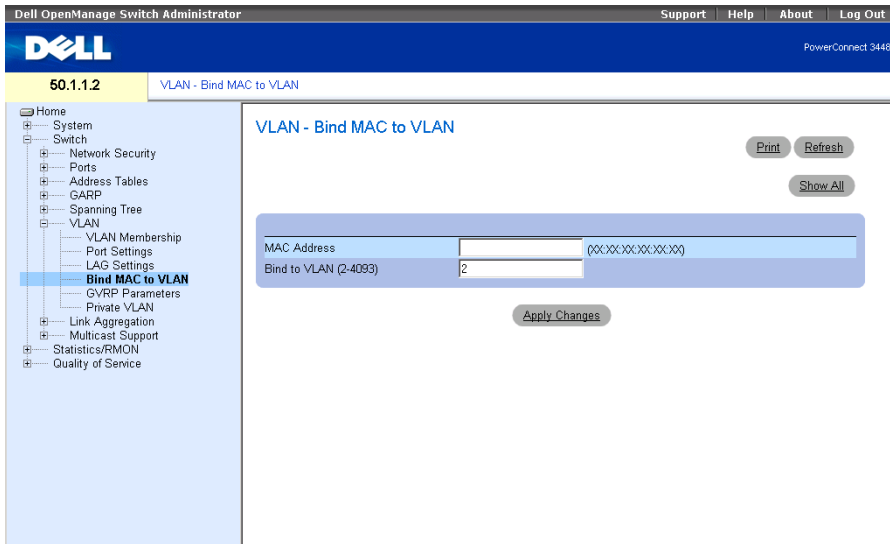 Dell OpenManage Switch Administrator
Support Help About Log Out
DELL
PowerConnect 3448
50.1.1.2
VLAN - Bind MAC to VLAN
Home
System
Switch
Network Security
Ports
Address Tables
GARP
Spanning Tree
VLAN
VLAN Membership
Port Settings
LAG Settings
Bind MAC to VLAN
GVRP Parameters
Private VLAN
Link Aggregation
Multicast Support
Statistics/RMON
Quality of Service
VLAN - Bind MAC to VLAN
Print Refresh
Show All
MAC Address (XX:XX:XX:XX:XX:XX)
Bind to VLAN (2-4093) 2
Apply Changes